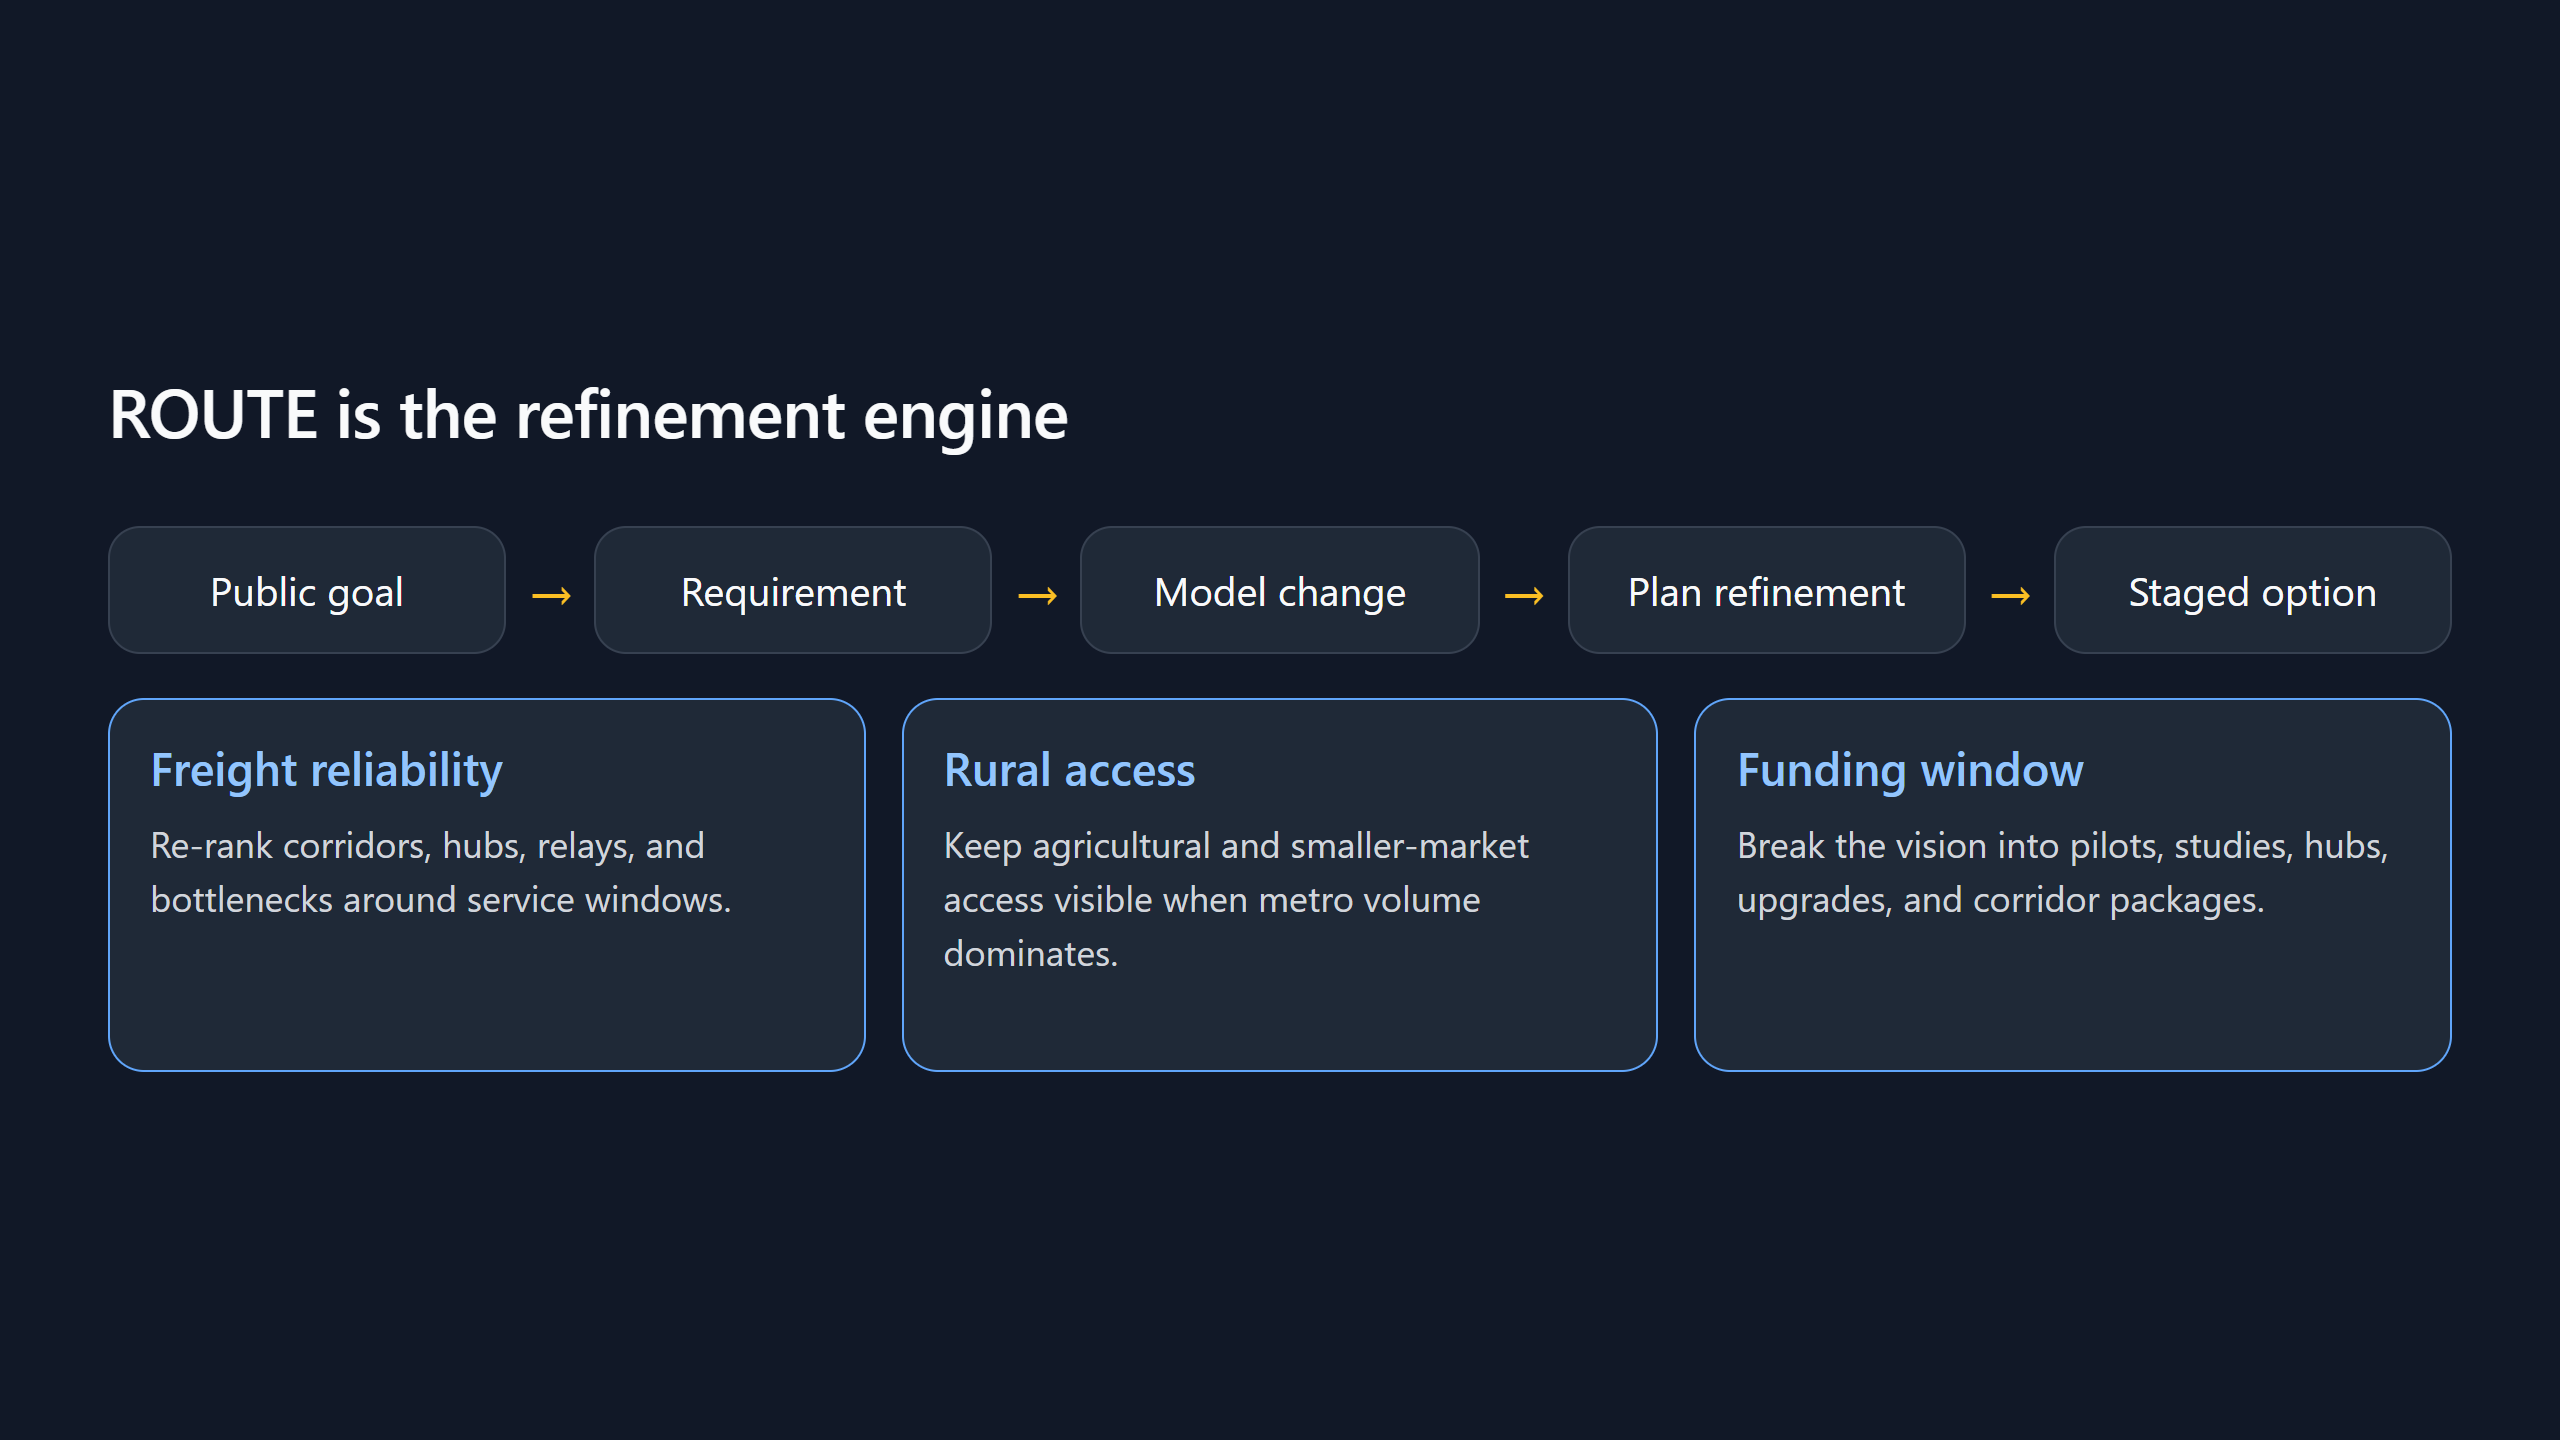 ROUTE is the refinement engine
Public goal → Requirement → Model change → Plan refinement → Staged option
Freight reliability
Re-rank corridors, hubs, relays, and
bottlenecks around service windows.
Rural access
Keep agricultural and smaller-market
access visible when metro volume
dominates.
Funding window
Break the vision into pilots, studies, hubs,
upgrades, and corridor packages.